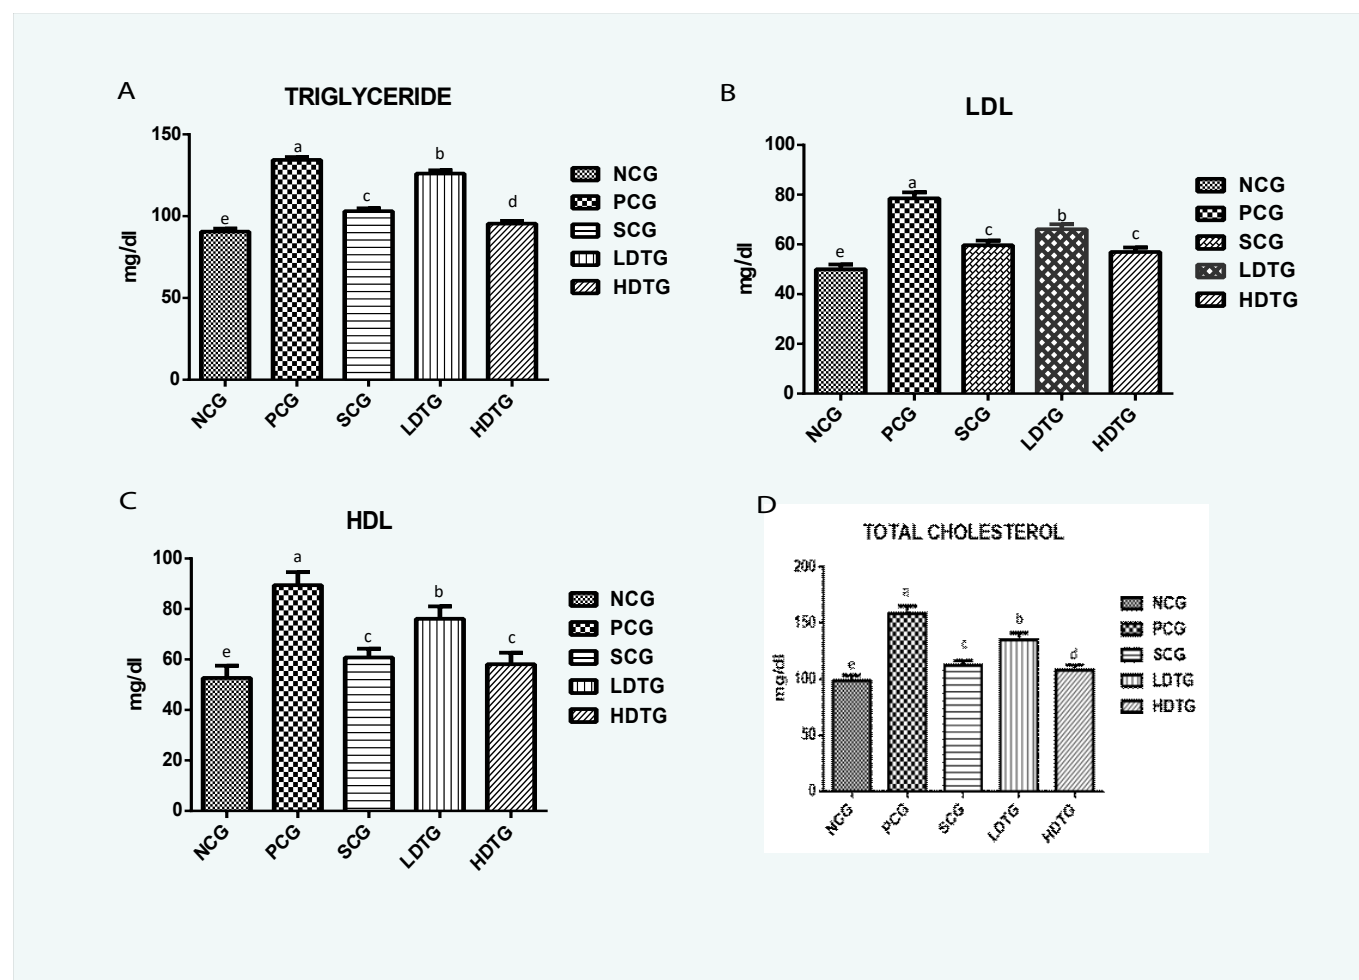 A
TRIGLYCERIDE
150
100
50
0
mg/dl
e
a
c
b
d
NCG
PCG
SCG
LDTG
HDTG
NCG
PCG
SCG
LDTG
HDTG
B
LDL
100
80
60
40
20
0
mg/dl
e
a
c
b
c
NCG
PCG
SCG
LDTG
HDTG
NCG
PCG
SCG
LDTG
HDTG
C
HDL
100
80
60
40
20
0
mg/dl
e
a
c
b
c
NCG
PCG
SCG
LDTG
HDTG
NCG
PCG
SCG
LDTG
HDTG
D
TOTAL CHOLESTEROL
200
150
100
50
0
mg/dl
e
a
c
b
d
NCG
PCG
SCG
LDTG
HDTG
NCG
PCG
SCG
LDTG
HDTG